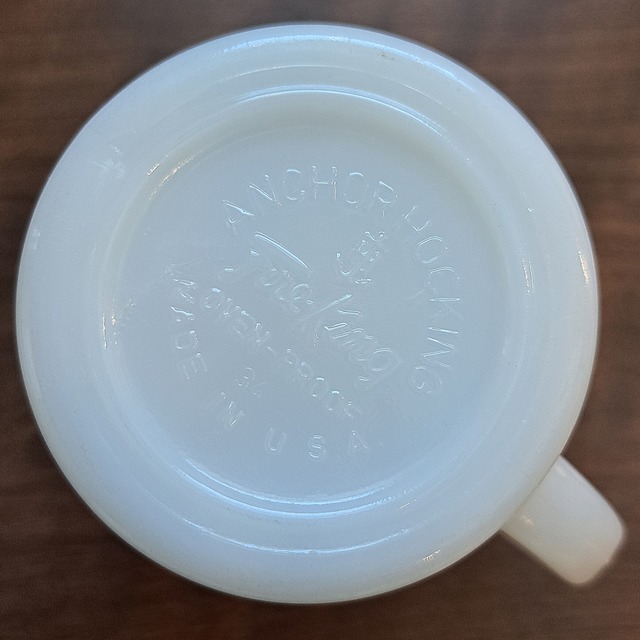 ANCHOR HOCKING
Fire-King
OVEN-PROOF
MADE IN U.S.A.